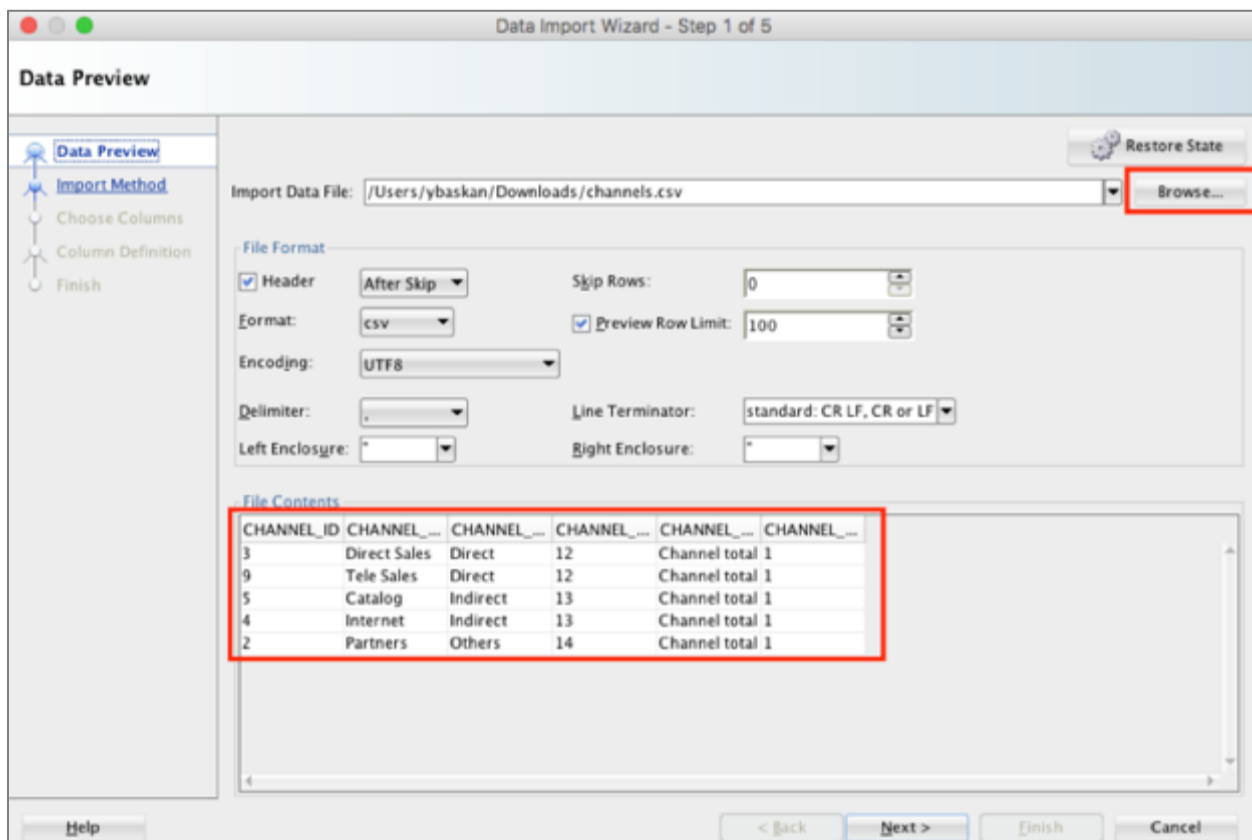 Data Import Wizard - Step 1 of 5
Data Preview
Data Preview
Import Method
Choose Columns
Column Definition
Finish
Restore State
Import Data File: /Users/ybaskan/Downloads/channels.csv Browse...
File Format
Header After Skip Skip Rows: 0
Format: csv Preview Row Limit: 100
Encoding: UTF8
Delimiter: , Line Terminator: standard: CR LF, CR or LF
Left Enclosure: " Right Enclosure: "
File Contents
CHANNEL_ID CHANNEL_... CHANNEL_... CHANNEL_... CHANNEL_... CHANNEL_...
3 Direct Sales Direct 12 Channel total 1
9 Tele Sales Direct 12 Channel total 1
5 Catalog Indirect 13 Channel total 1
4 Internet Indirect 13 Channel total 1
2 Partners Others 14 Channel total 1
Help < Back Next > Finish Cancel